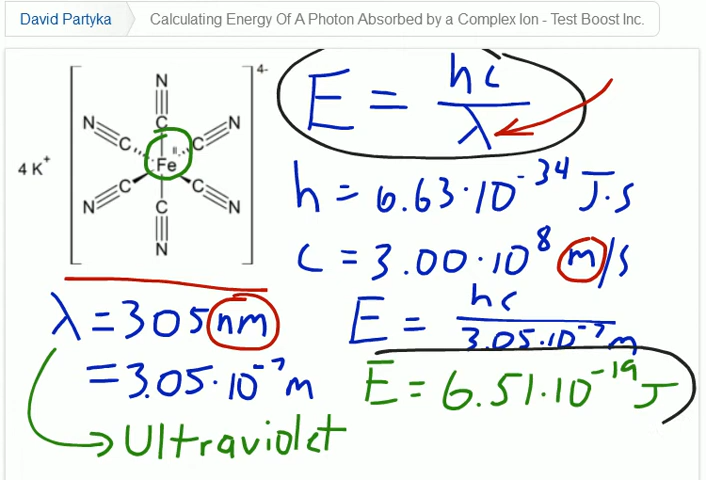 David Partyka
Calculating Energy Of A Photon Absorbed by a Complex Ion - Test Boost Inc.
4 K⁺
4-
N
C
N C C N
II
Fe
N C C N
C
N
E = hc/λ
h = 6.63·10⁻³⁴ J·s
c = 3.00·10⁸ m/s
λ = 305 nm
= 3.05·10⁻⁷ m
Ultraviolet
E = hc/3.05·10⁻⁷ m
E = 6.51·10⁻¹⁹ J